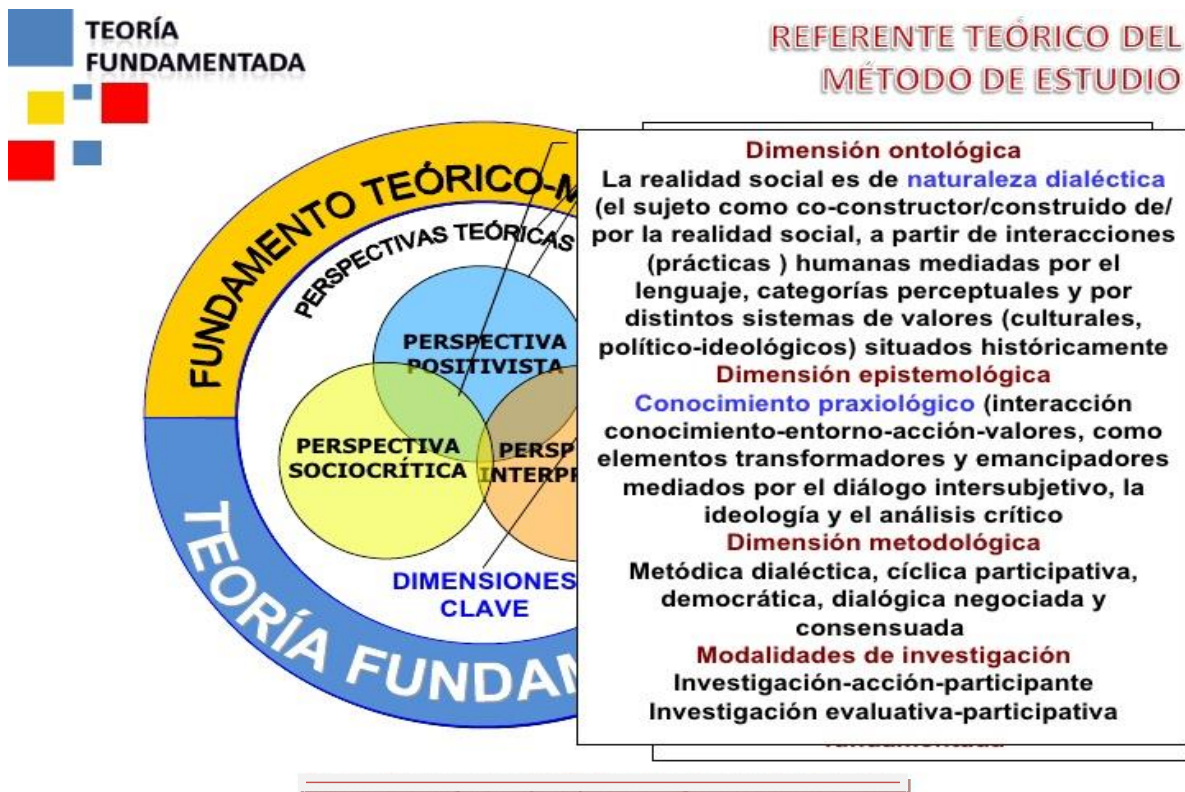 TEORÍA
FUNDAMENTADA
REFERENTE TEÓRICO DEL
MÉTODO DE ESTUDIO
FUNDAMENTO TEÓRICO-
PERSPECTIVAS TEÓRICAS
PERSPECTIVA
POSITIVISTA
PERSPECTIVA
SOCIOCRÍTICA
PERSP
INTERPR
DIMENSIONES
CLAVE
TEORÍA FUNDA
Dimensión ontológica
La realidad social es de naturaleza dialéctica
(el sujeto como co-constructor/construido de/
por la realidad social, a partir de interacciones
(prácticas ) humanas mediadas por el
lenguaje, categorías perceptuales y por
distintos sistemas de valores (culturales,
político-ideológicos) situados históricamente
Dimensión epistemológica
Conocimiento praxiológico (interacción
conocimiento-entorno-acción-valores, como
elementos transformadores y emancipadores
mediados por el diálogo intersubjetivo, la
ideología y el análisis crítico
Dimensión metodológica
Metódica dialéctica, cíclica participativa,
democrática, dialógica negociada y
consensuada
Modalidades de investigación
Investigación-acción-participante
Investigación evaluativa-participativa